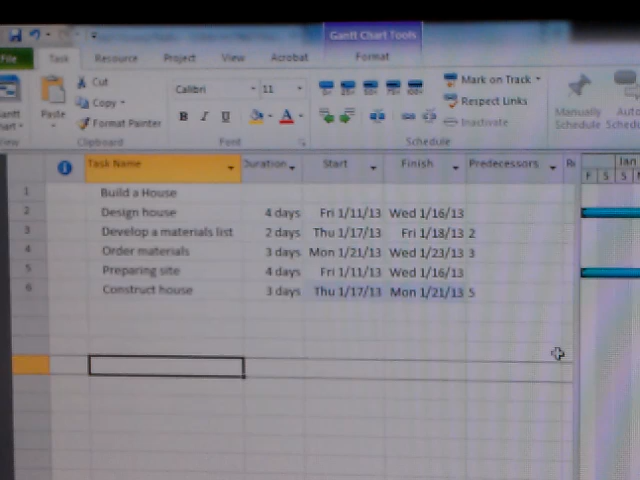 Gantt Chart Tools
File Task Resource Project View Acrobat Format
Cut
Copy
Format Painter
Paste
Clipboard
Calibri 11
B I U A
Font
Mark on Track
Respect Links
Inactivate
Schedule
Manually Schedule
Task Name Duration Start Finish Predecessors Re
Jan
F S S
1 Build a House
2 Design house 4 days Fri 1/11/13 Wed 1/16/13
3 Develop a materials list 2 days Thu 1/17/13 Fri 1/18/13 2
4 Order materials 3 days Mon 1/21/13 Wed 1/23/13 3
5 Preparing site 4 days Fri 1/11/13 Wed 1/16/13
6 Construct house 3 days Thu 1/17/13 Mon 1/21/13 5